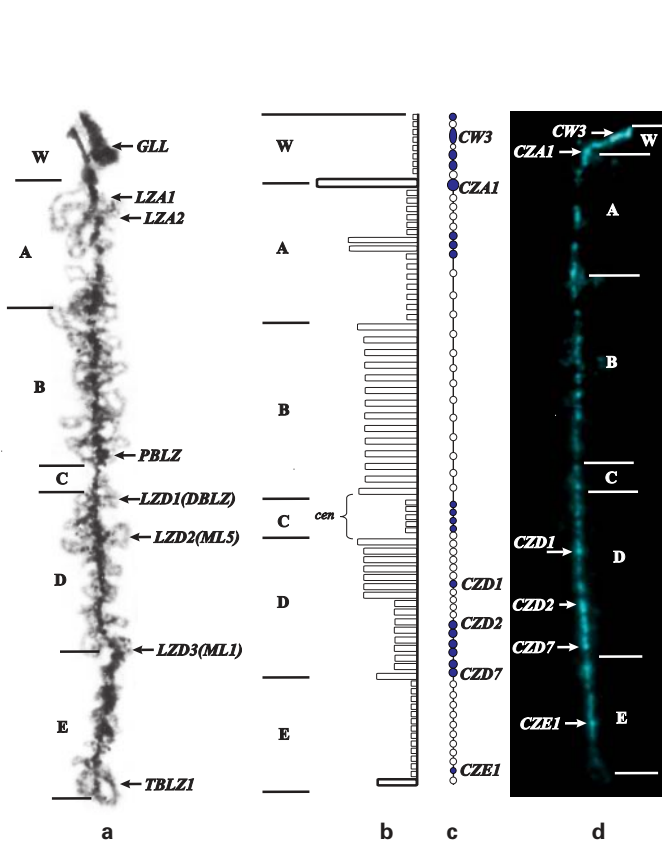 W
GLL
LZA1
LZA2
A
B
PBLZ
C
LZD1(DBLZ)
LZD2(ML5)
D
LZD3(ML1)
E
TBLZ1
a
W
A
B
cen
C
D
E
b
CW3
CZA1
CZD1
CZD2
CZD7
CZE1
c
CW3
W
CZA1
A
B
C
CZD1
D
CZD2
CZD7
CZE1
E
d